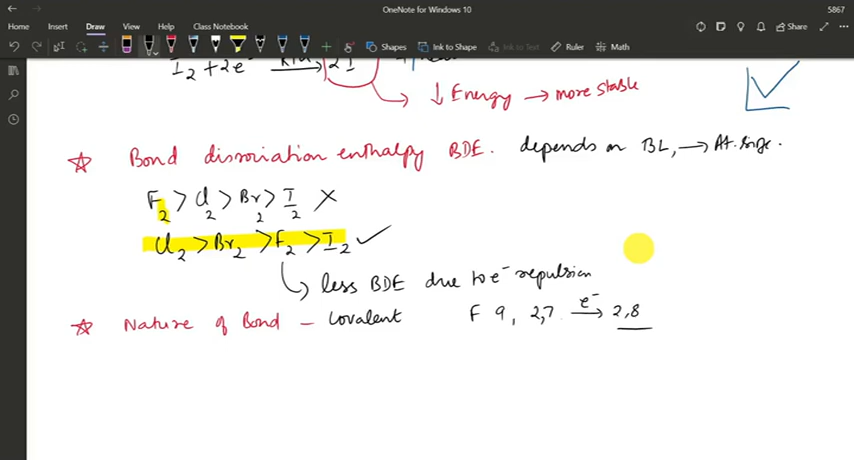 OneNote for Windows 10
5867
Home Insert Draw View Help Class Notebook
Share
Shapes Ink to Shape Ink to Text Ruler Math
I₂ + 2e⁻ → 2I
↓ Energy → more stable
☆ Bond dissociation enthalpy BDE. depends on BL, → At. size.
F₂ > Cl₂ > Br₂ > I₂ ✗
Cl₂ > Br₂ > F₂ > I₂ ✓
less BDE due to e⁻ repulsion
☆ Nature of Bond – Covalent F 9, 2,7. e⁻→ 2,8